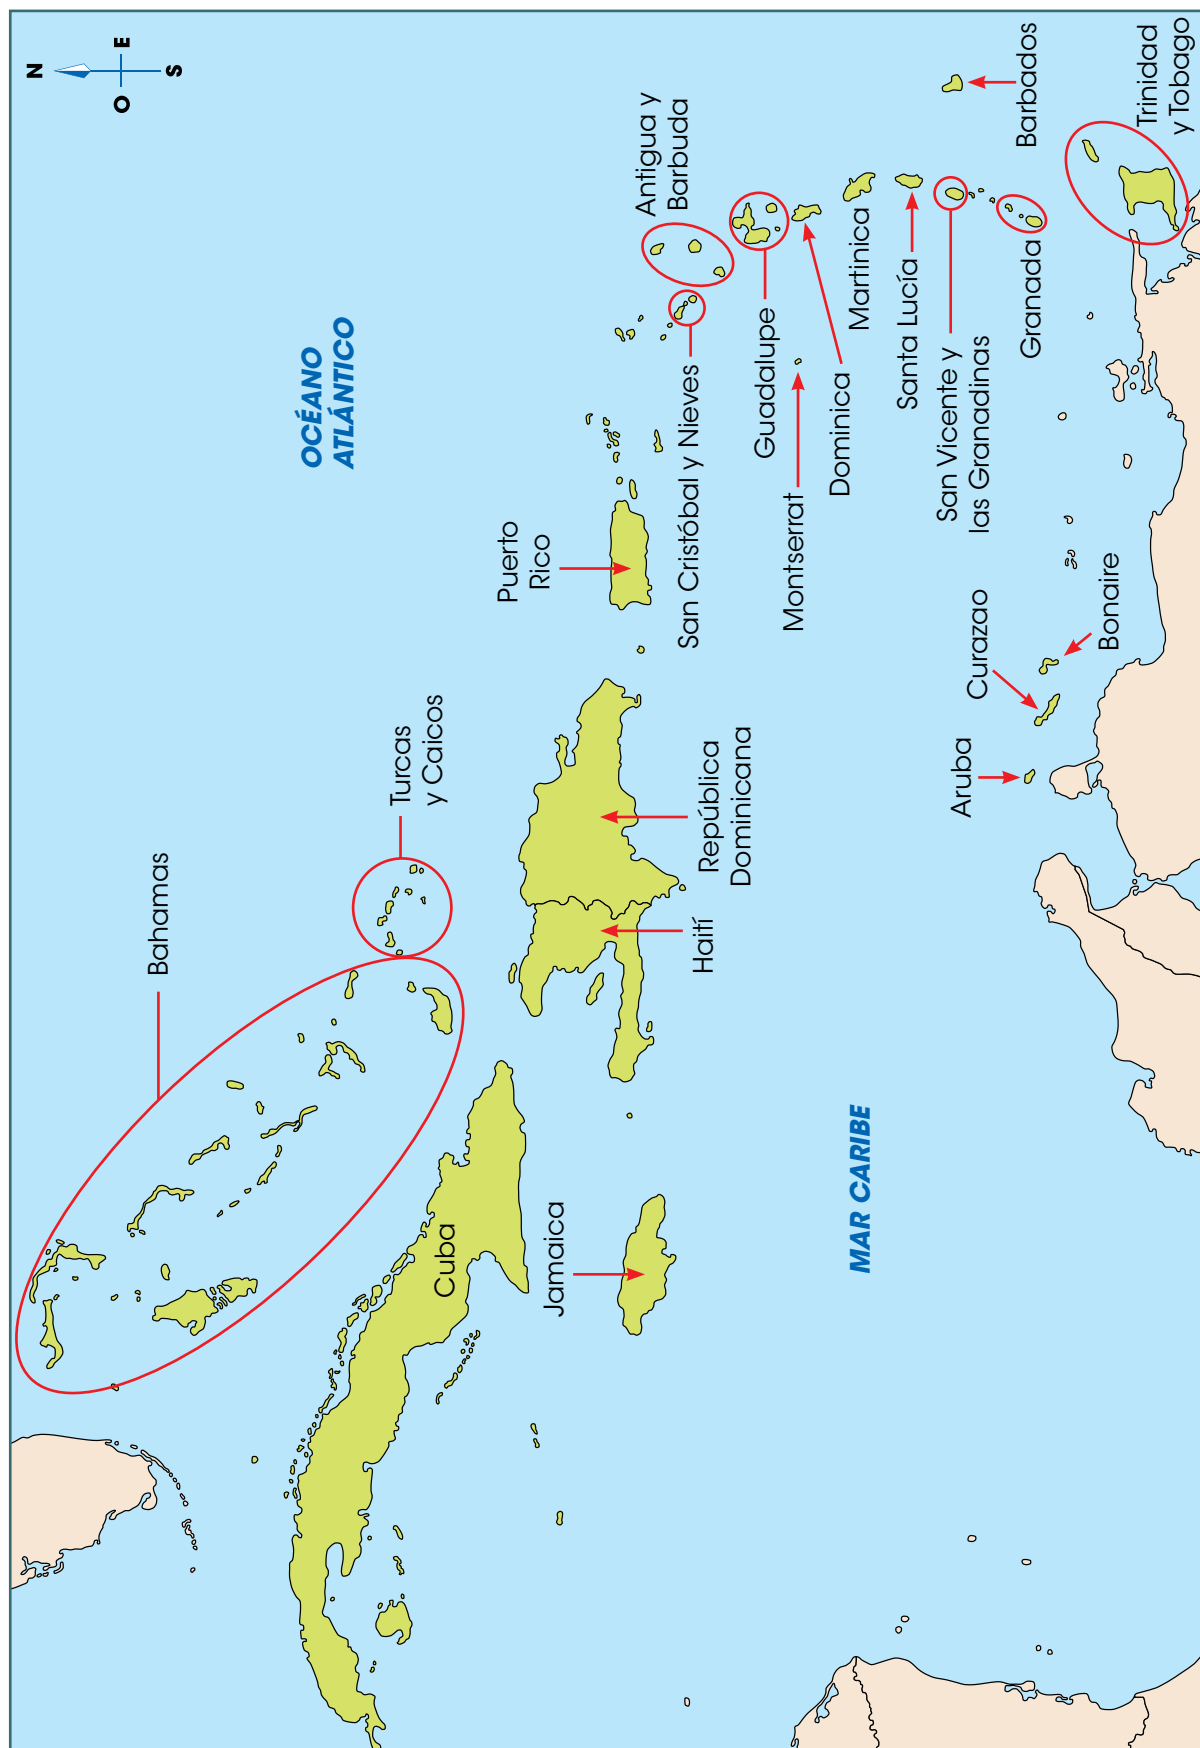 N
O
E
S
Bahamas
OCÉANO
ATLÁNTICO
Turcas
y Caicos
Cuba
Puerto
Rico
Jamaica
Haití
República
Dominicana
Antigua y
Barbuda
San Cristóbal y Nieves
Guadalupe
Montserrat
Dominica
Martinica
MAR CARIBE
Santa Lucía
San Vicente y
las Granadinas
Barbados
Granada
Aruba
Curazao
Bonaire
Trinidad
y Tobago